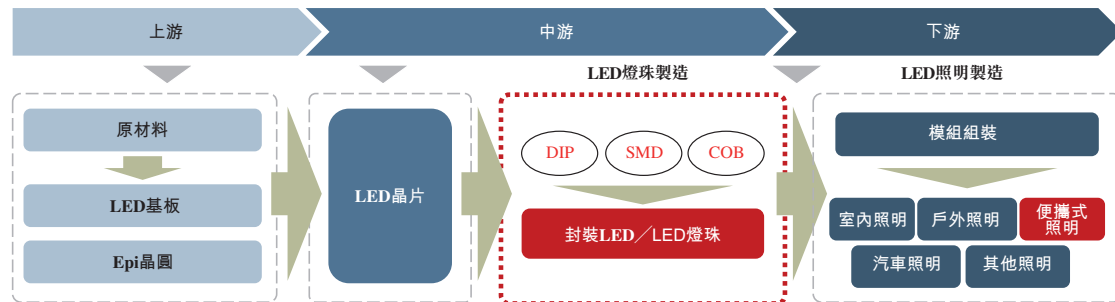 上游
中游
下游
LED燈珠製造
LED照明製造
原材料
LED基板
Epi晶圓
LED晶片
DIP
SMD
COB
封裝LED／LED燈珠
模組組裝
室內照明
戶外照明
便攜式
照明
汽車照明
其他照明